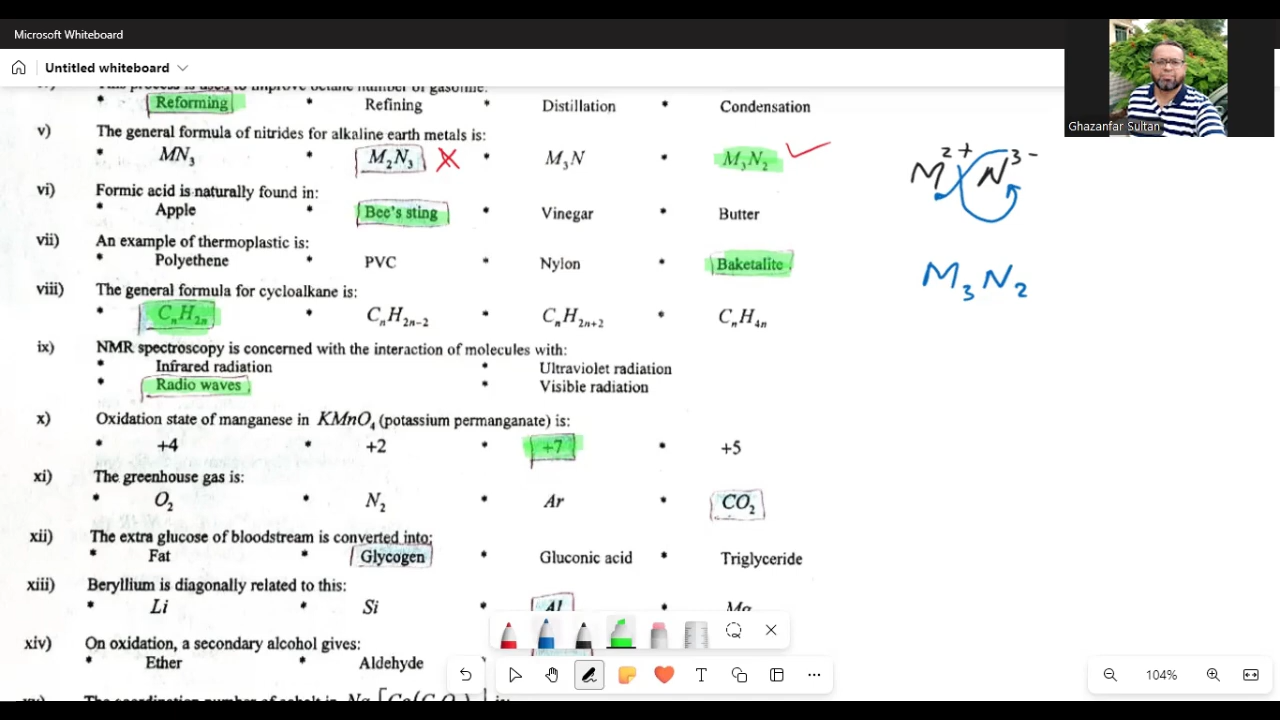 Microsoft Whiteboard
Untitled whiteboard
Ghazanfar Sultan
This process is used to improve octane number of gasoline:
* Reforming * Refining * Distillation * Condensation
v) The general formula of nitrides for alkaline earth metals is:
* MN₃ * M₂N₃ * M₃N * M₃N₂
vi) Formic acid is naturally found in:
* Apple * Bee's sting * Vinegar * Butter
vii) An example of thermoplastic is:
* Polyethene * PVC * Nylon * Baketalite
viii) The general formula for cycloalkane is:
* CₙH₂ₙ * CₙH₂ₙ₋₂ * CₙH₂ₙ₊₂ * CₙH₄ₙ
ix) NMR spectroscopy is concerned with the interaction of molecules with:
* Infrared radiation * Ultraviolet radiation
* Radio waves * Visible radiation
x) Oxidation state of manganese in KMnO₄ (potassium permanganate) is:
* +4 * +2 * +7 * +5
xi) The greenhouse gas is:
* O₂ * N₂ * Ar * CO₂
xii) The extra glucose of bloodstream is converted into:
* Fat * Glycogen * Gluconic acid * Triglyceride
xiii) Beryllium is diagonally related to this:
* Li * Si * Al * Mg
xiv) On oxidation, a secondary alcohol gives:
* Ether * Aldehyde
M²⁺ N³⁻
M₃N₂
T
104%